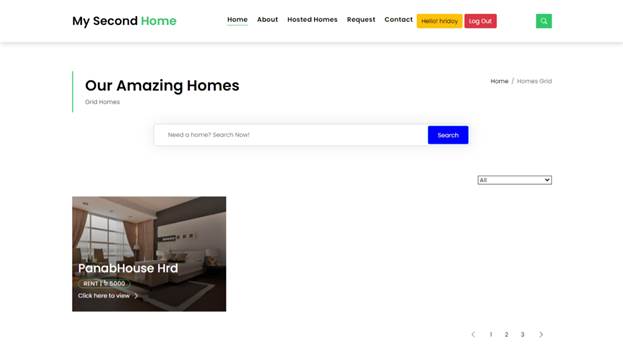 My Second Home
Home About Hosted Homes Request Contact Hello! hriday Log Out
Our Amazing Homes
Grid Homes
Home / Homes Grid
Need a home? Search Now! Search
All
PanabHouse Hrd
RENT | ৳ 5000
Click here to view >
< 1 2 3 >